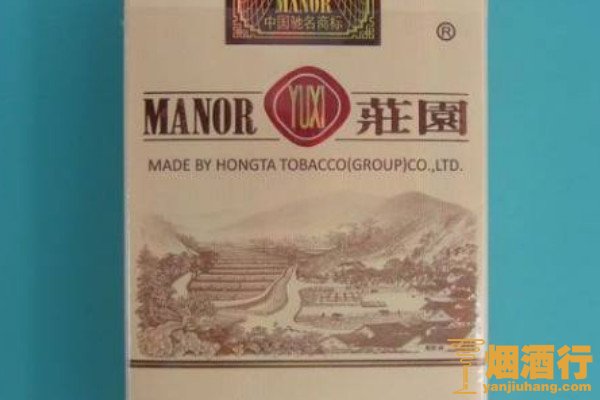 MANOR
中国驰名商标
®
MANOR YUXI 莊園
MADE BY HONGTA TOBACCO(GROUP)CO.,LTD.
烟酒行
yanjiuhang.com